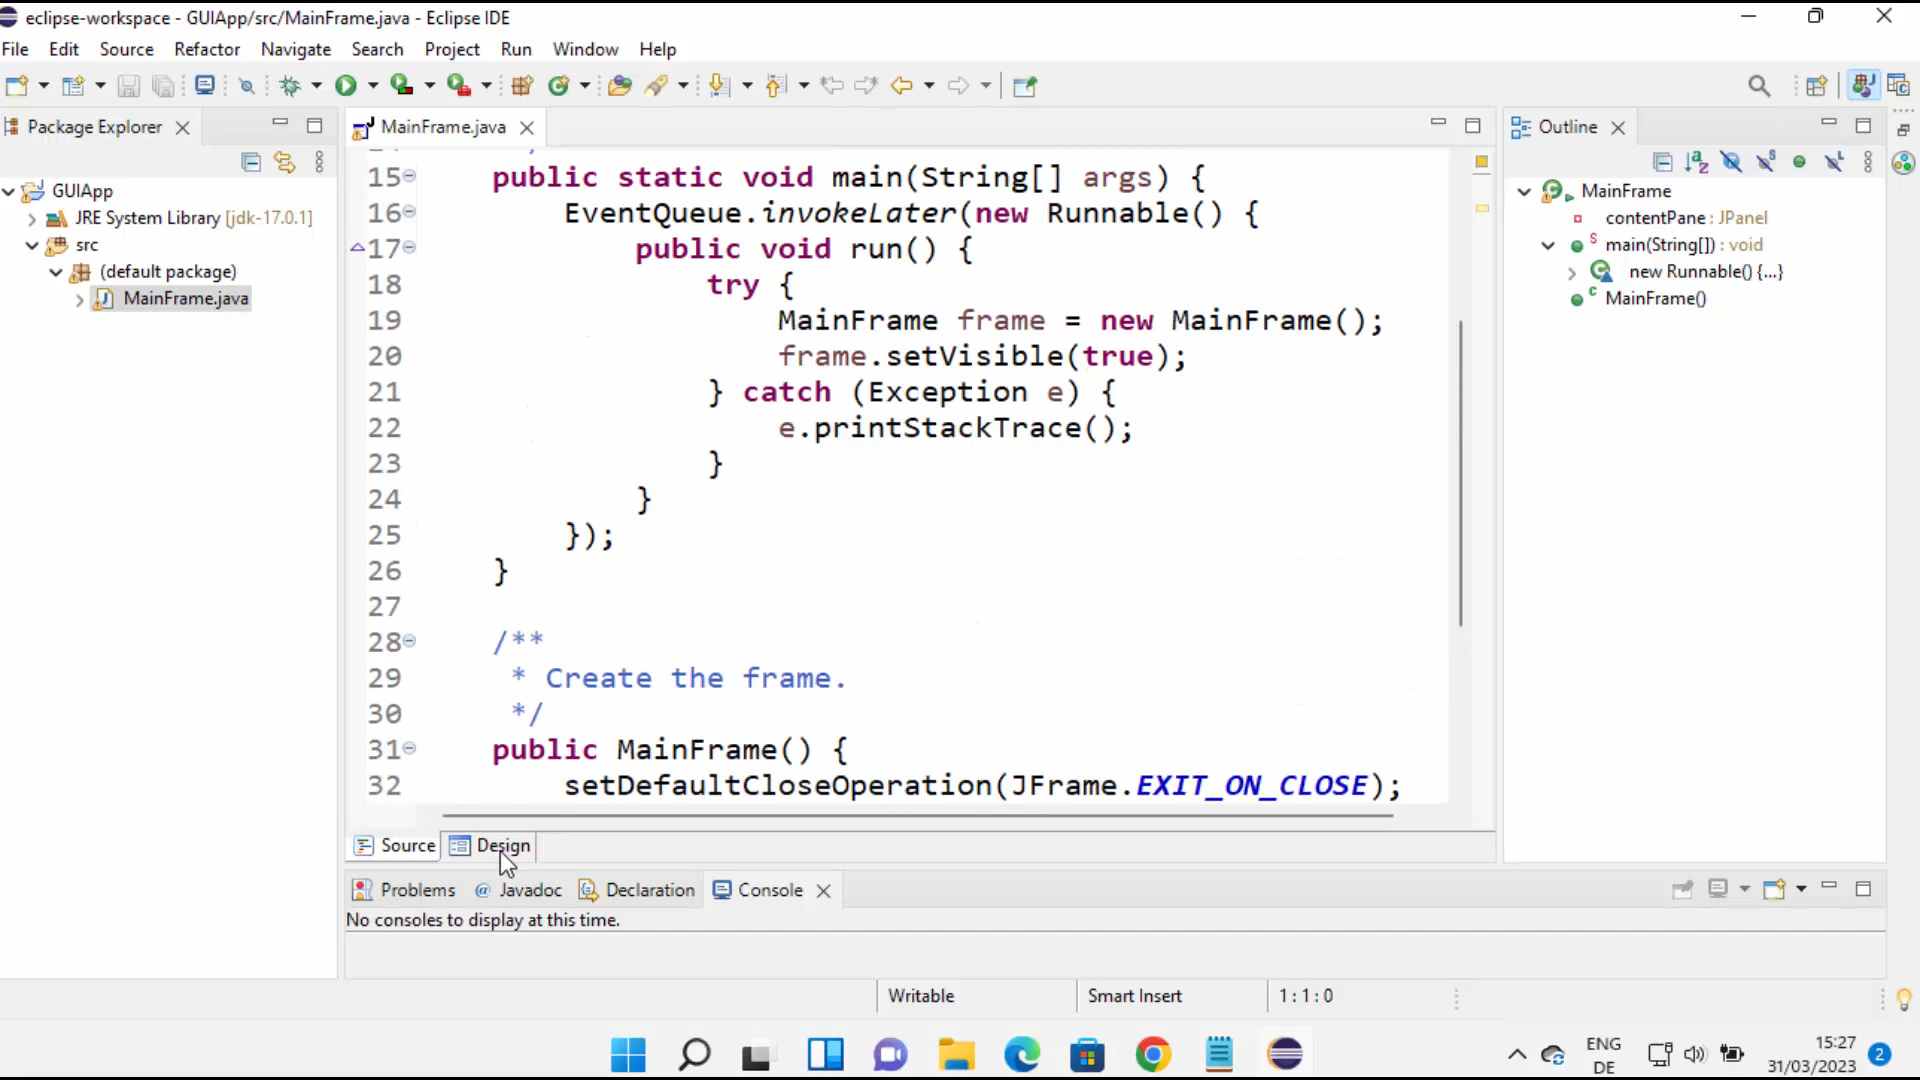 eclipse-workspace - GUIApp/src/MainFrame.java - Eclipse IDE
File Edit Source Refactor Navigate Search Project Run Window Help
Package Explorer
GUIApp
JRE System Library [jdk-17.0.1]
src
(default package)
MainFrame.java
MainFrame.java
15 public static void main(String[] args) {
16 EventQueue.invokeLater(new Runnable() {
17 public void run() {
18 try {
19 MainFrame frame = new MainFrame();
20 frame.setVisible(true);
21 } catch (Exception e) {
22 e.printStackTrace();
23 }
24 }
25 });
26 }
27
28 /**
29 * Create the frame.
30 */
31 public MainFrame() {
32 setDefaultCloseOperation(JFrame.EXIT_ON_CLOSE);
Source Design
Outline
MainFrame
contentPane : JPanel
main(String[]) : void
new Runnable() {...}
MainFrame()
Problems @ Javadoc Declaration Console
No consoles to display at this time.
Writable Smart Insert 1 : 1 : 0
ENG
DE
15:27
31/03/2023
2